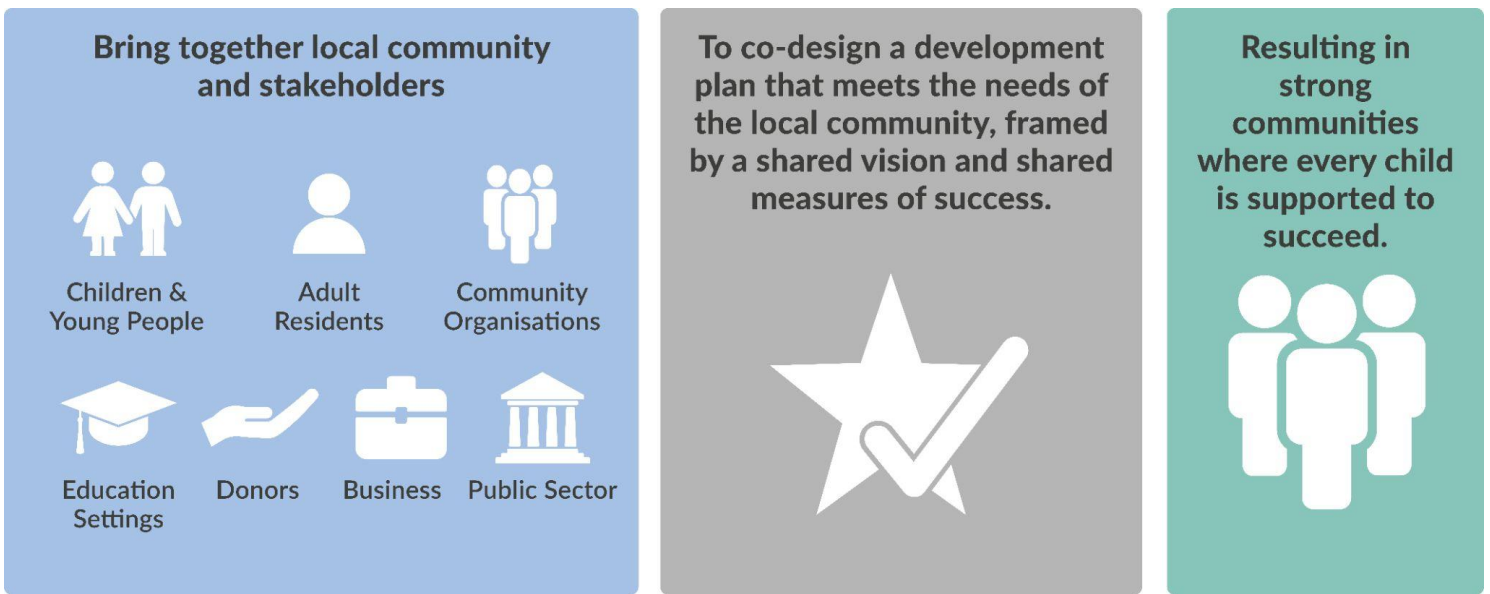 Bring together local community
and stakeholders
Children &
Young People
Adult
Residents
Community
Organisations
Education
Settings
Donors
Business
Public Sector
To co-design a development
plan that meets the needs of
the local community, framed
by a shared vision and shared
measures of success.
Resulting in
strong
communities
where every child
is supported to
succeed.